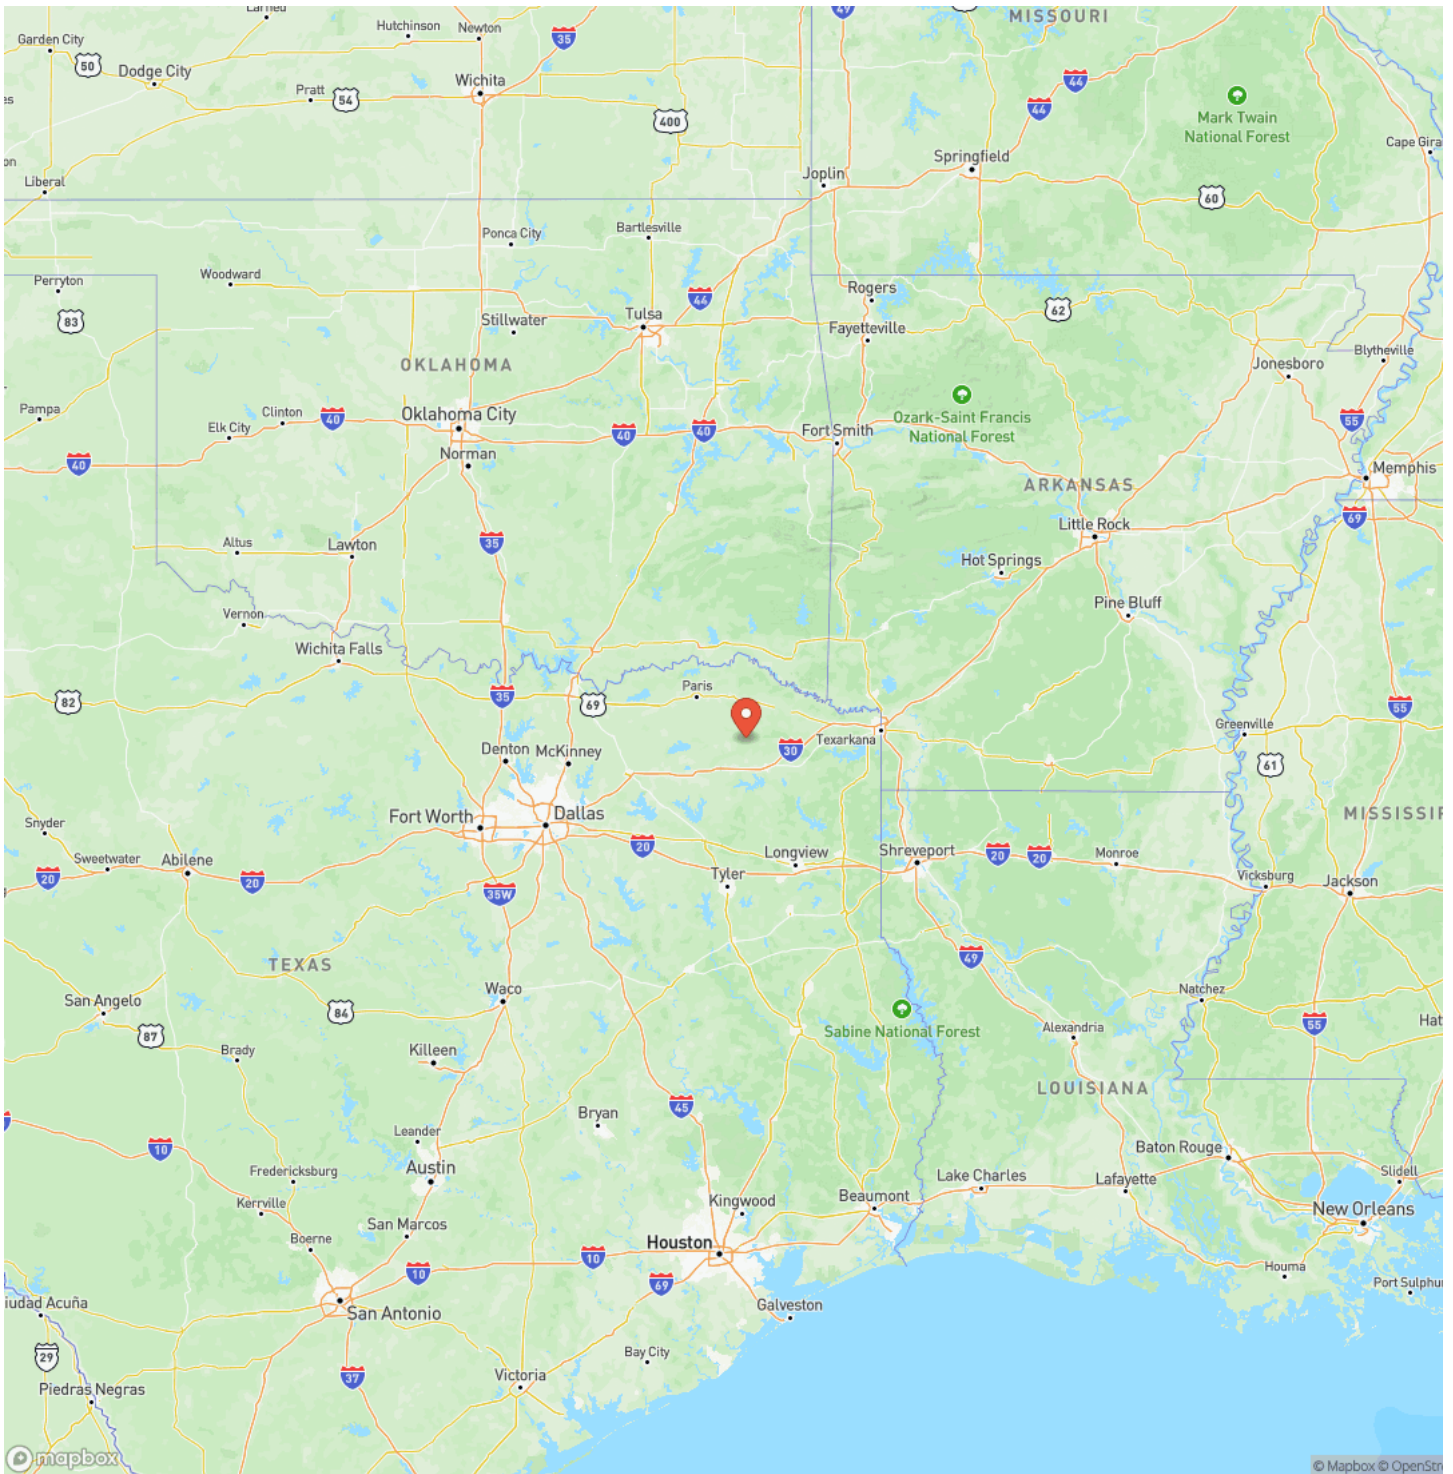 Larned
49
MISSOURI
Hutchinson
Newton
Garden City
35
50
Dodge City
44
Wichita
Pratt
54
44
400
Mark Twain
National Forest
Cape Gira
Springfield
Liberal
Joplin
60
Bartlesville
Ponca City
Woodward
Perryton
Rogers
44
62
83
Tulsa
Stillwater
Fayetteville
Blytheville
Jonesboro
OKLAHOMA
Pampa
Clinton
Oklahoma City
40
Elk City
40
40
Fort Smith
Ozark-Saint Francis
National Forest
55
40
Norman
Memphis
ARKANSAS
69
Little Rock
35
Altus
Lawton
Hot Springs
Pine Bluff
Vernon
Wichita Falls
Paris
35
82
69
55
Greenville
Texarkana
30
Denton
McKinney
61
Fort Worth
Dallas
MISSISSIP
Snyder
20
Longview
Shreveport
20
20
Monroe
Sweetwater
Abilene
20
20
Tyler
Vicksburg
Jackson
35W
TEXAS
49
Waco
San Angelo
Natchez
84
87
Sabine National Forest
Alexandria
55
Hat
Brady
Killeen
LOUISIANA
45
Bryan
Leander
10
Baton Rouge
Austin
Fredericksburg
Lake Charles
Lafayette
Slidell
Kerrville
Kingwood
Beaumont
New Orleans
San Marcos
Boerne
Houston
10
10
69
Houma
Port Sulphur
iudad Acuña
San Antonio
Galveston
29
Bay City
37
Victoria
Piedras Negras
mapbox
© Mapbox © OpenStre